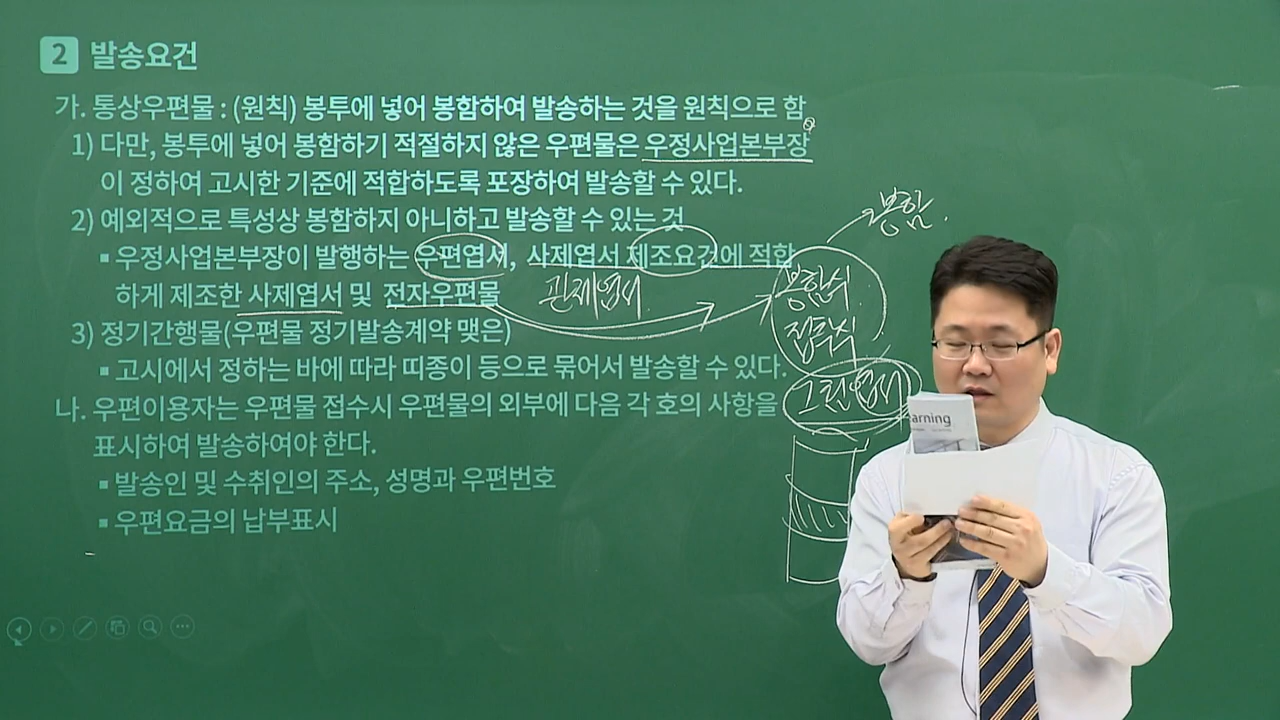 2 발송요건
가. 통상우편물 : (원칙) 봉투에 넣어 봉함하여 발송하는 것을 원칙으로 함
1) 다만, 봉투에 넣어 봉함하기 적절하지 않은 우편물은 우정사업본부장
이 정하여 고시한 기준에 적합하도록 포장하여 발송할 수 있다.
2) 예외적으로 특성상 봉함하지 아니하고 발송할 수 있는 것
봉함.
▪ 우정사업본부장이 발행하는 우편엽서, 사제엽서 제조요건에 적합
하게 제조한 사제엽서 및 전자우편물
관제엽서
봉함식
접착식
3) 정기간행물(우편물 정기발송계약 맺은)
▪ 고시에서 정하는 바에 따라 띠종이 등으로 묶어서 발송할 수 있다.
그림엽서
나. 우편이용자는 우편물 접수시 우편물의 외부에 다음 각 호의 사항을
표시하여 발송하여야 한다.
▪ 발송인 및 수취인의 주소, 성명과 우편번호
▪ 우편요금의 납부표시
earning